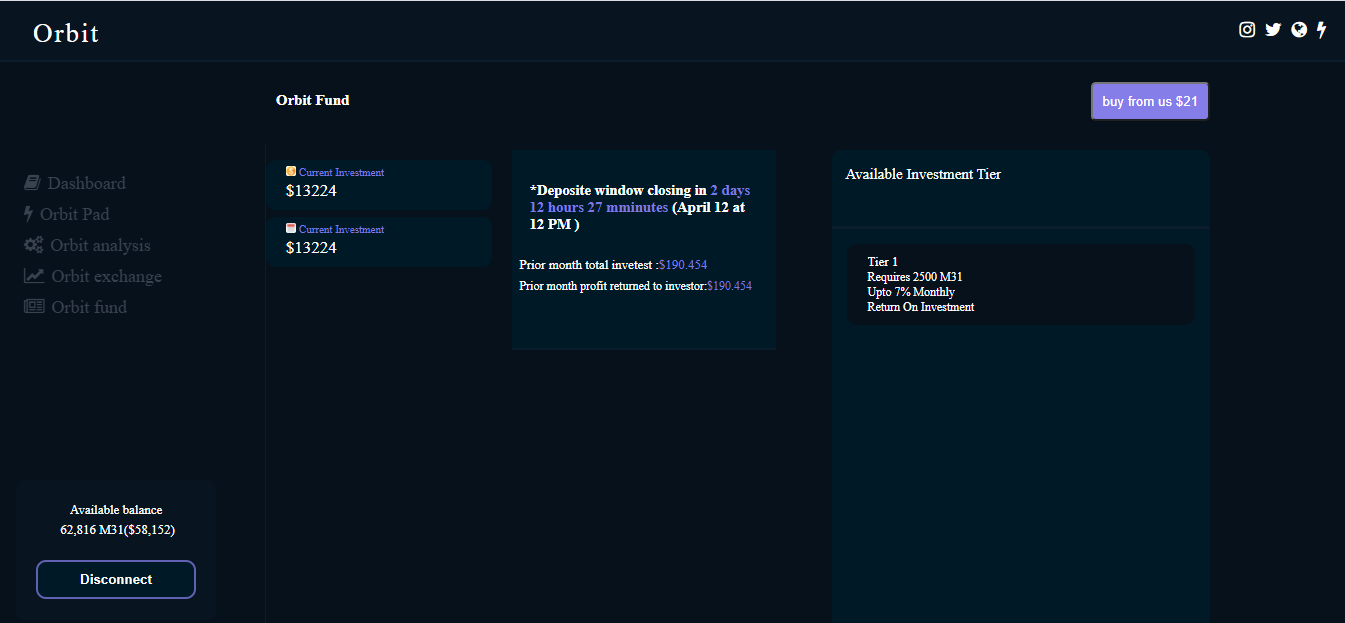 Orbit
Orbit Fund
buy from us $21
Dashboard
Orbit Pad
Orbit analysis
Orbit exchange
Orbit fund
Available balance
62,816 M31($58,152)
Disconnect
Current Investment
$13224
Current Investment
$13224
*Deposite window closing in 2 days
12 hours 27 mminutes (April 12 at
12 PM )
Prior month total invetest :$190.454
Prior month profit returned to investor:$190.454
Available Investment Tier
Tier 1
Requires 2500 M31
Upto 7% Monthly
Return On Investment